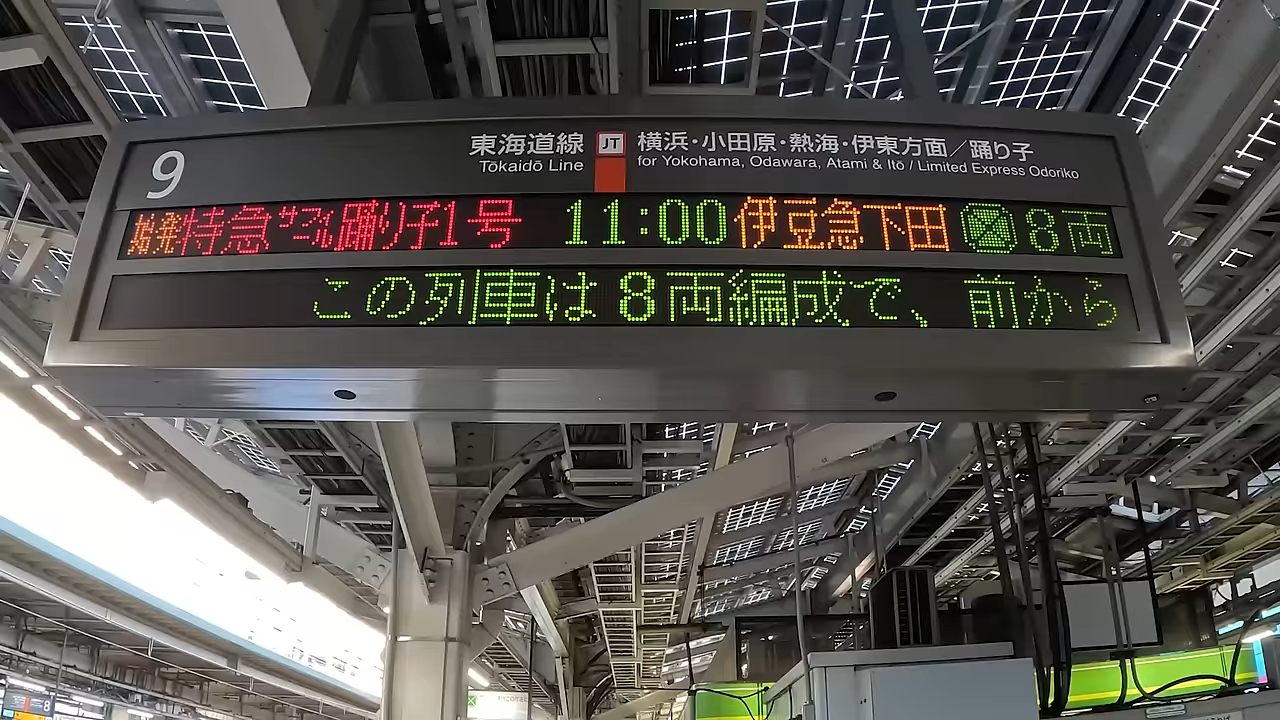 9
東海道線 JT 横浜・小田原・熱海・伊東方面／踊り子
Tōkaidō Line for Yokohama, Odawara, Atami & Itō / Limited Express Odoriko
始発 特急 サフィ踊り子1号 11:00 伊豆急下田 8両
この列車は 8両編成で、前から
8